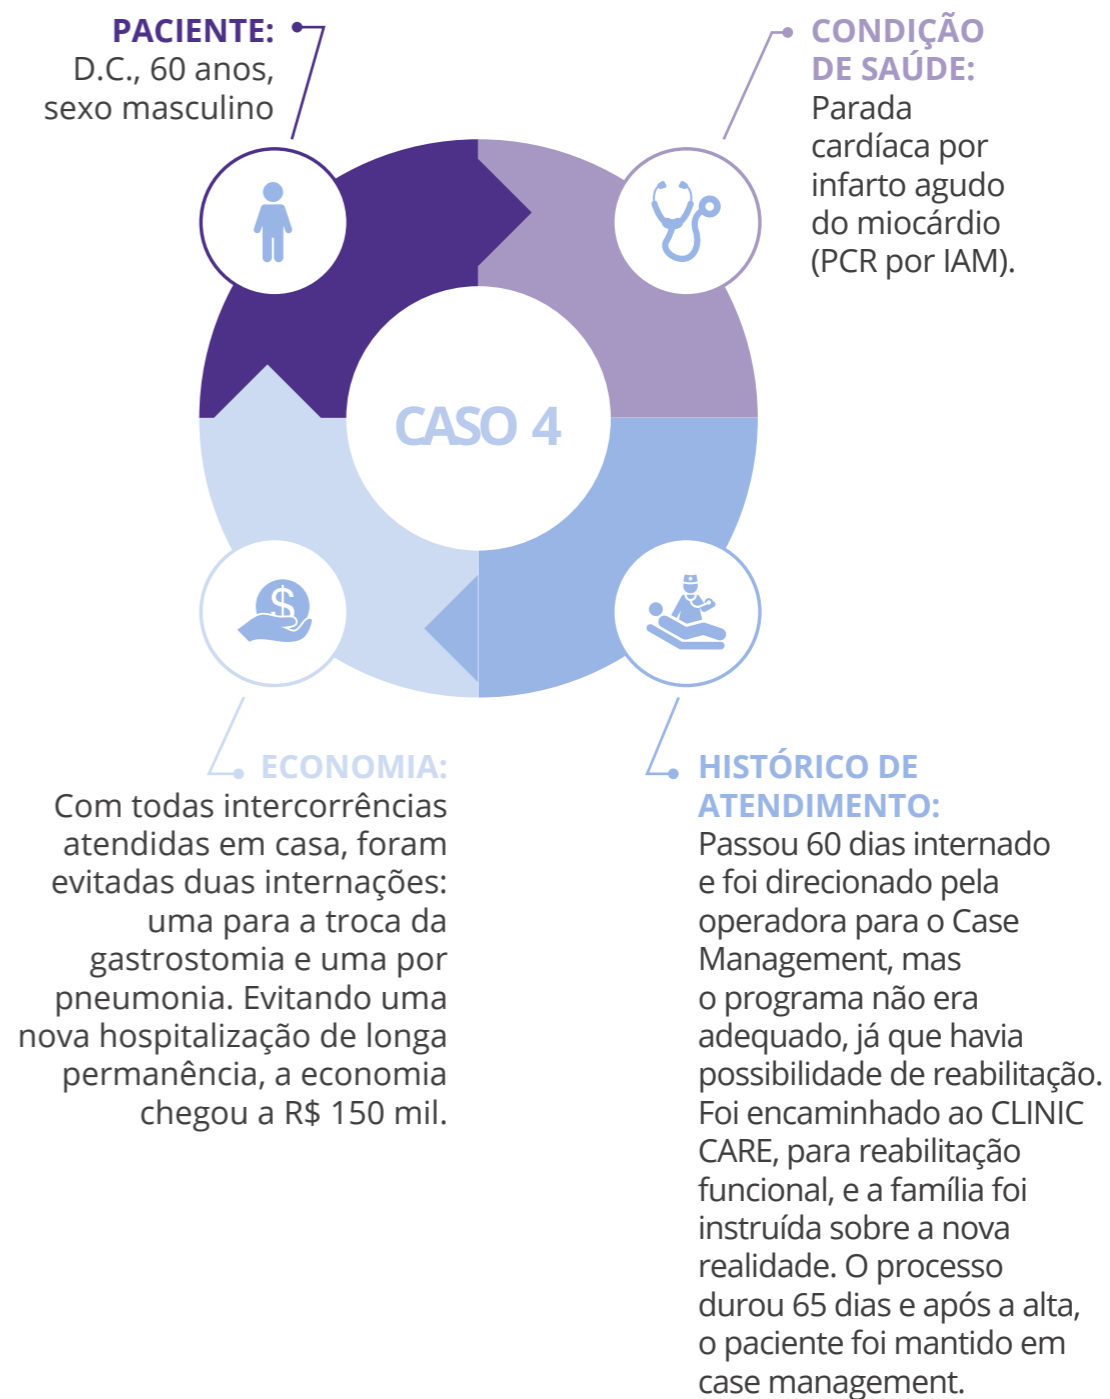 PACIENTE:
D.C., 60 anos,
sexo masculino
CONDIÇÃO
DE SAÚDE:
Parada
cardíaca por
infarto agudo
do miocárdio
(PCR por IAM).
CASO 4
$
HISTÓRICO DE
ATENDIMENTO:
Passou 60 dias internado
e foi direcionado pela
operadora para o Case
Management, mas
o programa não era
adequado, já que havia
possibilidade de reabilitação.
Foi encaminhado ao CLINIC
CARE, para reabilitação
funcional, e a família foi
instruída sobre a nova
realidade. O processo
durou 65 dias e após a alta,
o paciente foi mantido em
case management.
ECONOMIA:
Com todas intercorrências
atendidas em casa, foram
evitadas duas internações:
uma para a troca da
gastrostomia e uma por
pneumonia. Evitando uma
nova hospitalização de longa
permanência, a economia
chegou a R$ 150 mil.